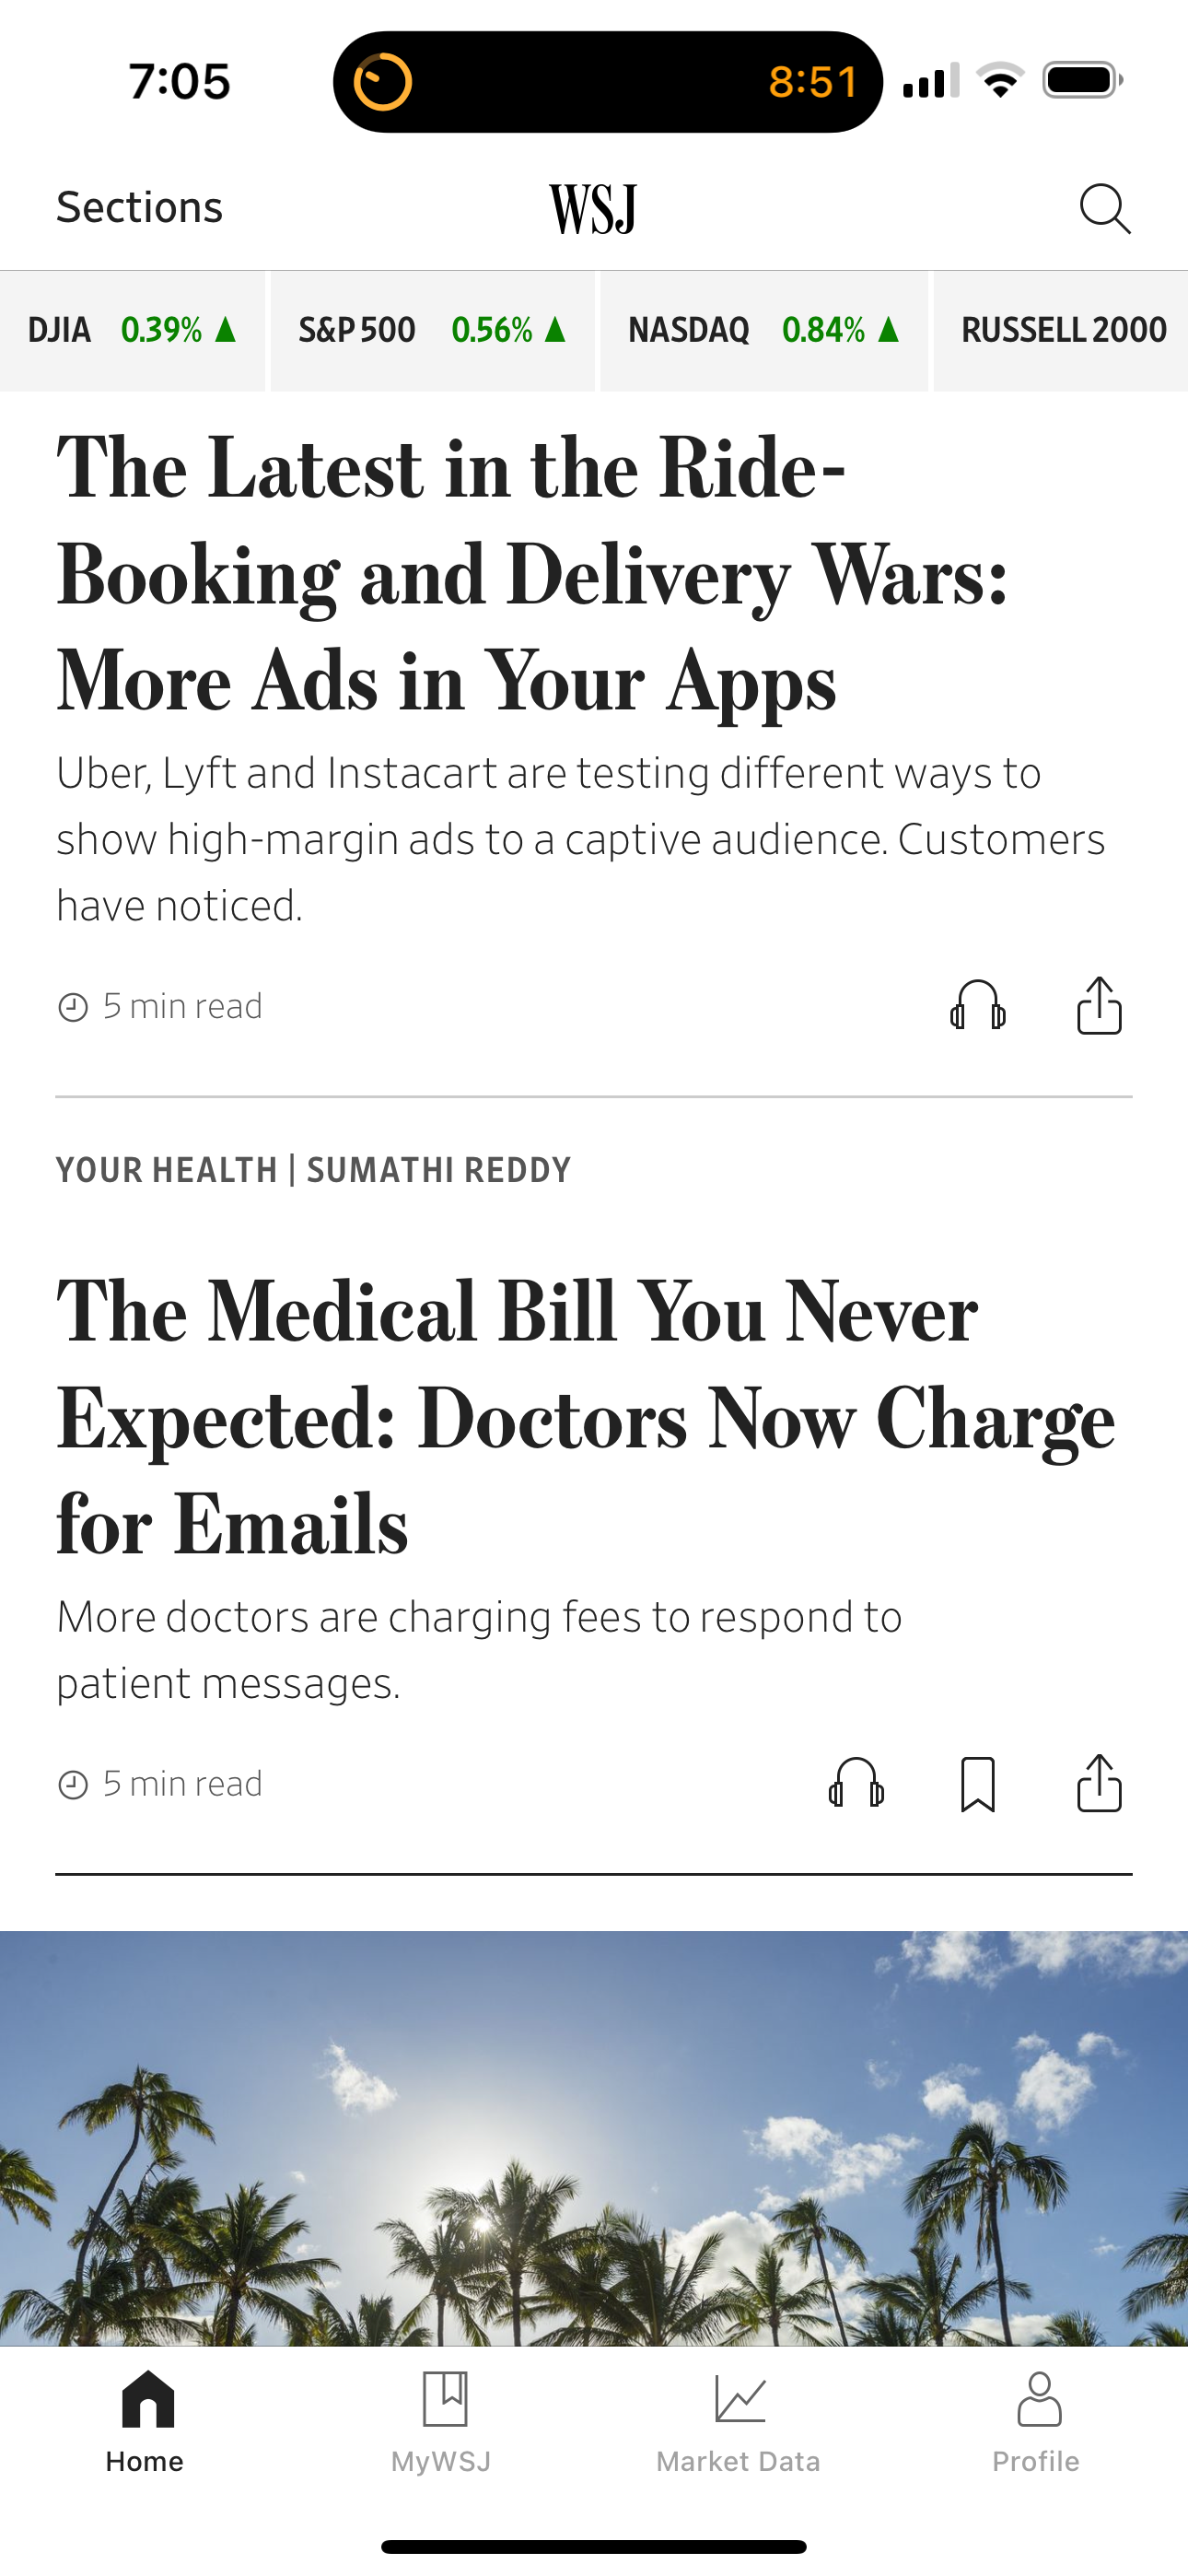 7:05 8:51
Sections WSJ
DJIA 0.39% ▲ S&P 500 0.56% ▲ NASDAQ 0.84% ▲ RUSSELL 2000
The Latest in the Ride-
Booking and Delivery Wars:
More Ads in Your Apps
Uber, Lyft and Instacart are testing different ways to
show high-margin ads to a captive audience. Customers
have noticed.
5 min read
YOUR HEALTH | SUMATHI REDDY
The Medical Bill You Never
Expected: Doctors Now Charge
for Emails
More doctors are charging fees to respond to
patient messages.
5 min read
Home MyWSJ Market Data Profile